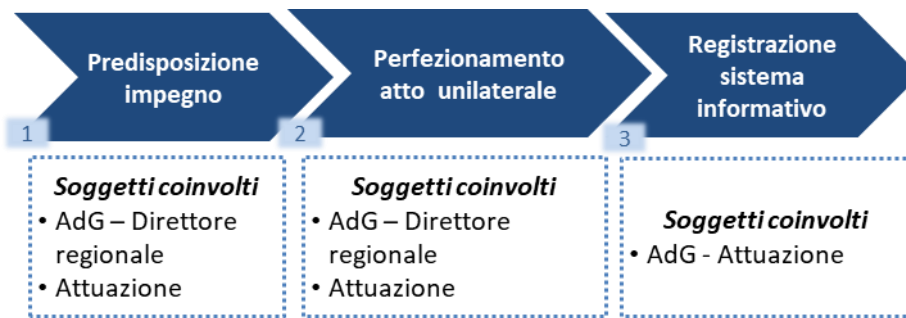 Predisposizione
impegno
1
Perfezionamento
atto unilaterale
2
Registrazione
sistema
informativo
3
Soggetti coinvolti
• AdG – Direttore
regionale
• Attuazione
Soggetti coinvolti
• AdG – Direttore
regionale
• Attuazione
Soggetti coinvolti
• AdG - Attuazione